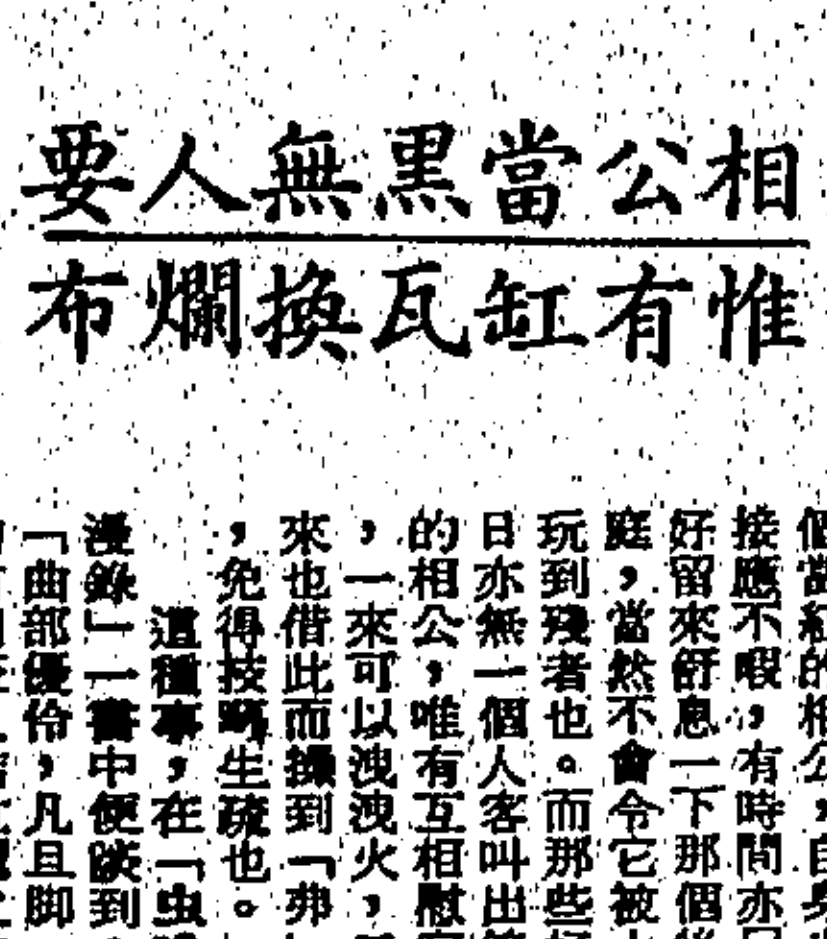 相公當黑無人要
惟有缸瓦換爛布
個當紅的相公,自身
接應不暇,有時間亦
好留來舒息一下那個後
庭,當然不會令它被
玩到殘者也。而那些
日亦無一個人客叫出
的相公,唯有互相慰
,一來可以洩洩火,
來也借此而操到「弗
,免得技癢生疏也。
這種事,在「虫
漫錄」一書中便談到
「曲部優伶,凡且脚